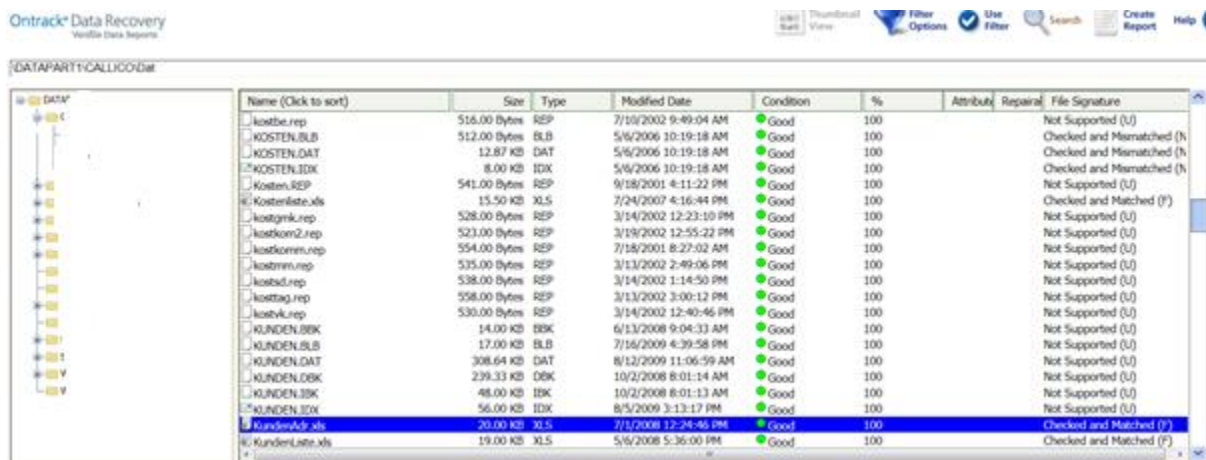 Ontrack® Data Recovery
Verifile Data Reports
Thumbnail View
Filter Options
Use Filter
Search
Create Report
Help
\DATAPART1\CALLICO\Dat
DATA
Name (Click to sort) Size Type Modified Date Condition % Attribut Repairal File Signature
kostbe.rep 516.00 Bytes REP 7/10/2002 9:49:04 AM Good 100 Not Supported (U)
KOSTEN.BLB 512.00 Bytes BLB 5/6/2006 10:19:18 AM Good 100 Checked and Mismatched (N
KOSTEN.DAT 12.87 KB DAT 5/6/2006 10:19:18 AM Good 100 Checked and Mismatched (N
KOSTEN.IDX 8.00 KB IDX 5/6/2006 10:19:18 AM Good 100 Checked and Mismatched (N
Kosten.REP 541.00 Bytes REP 9/18/2001 4:11:22 PM Good 100 Not Supported (U)
Kostenliste.xls 15.50 KB XLS 7/24/2007 4:16:44 PM Good 100 Checked and Matched (F)
kostgmk.rep 528.00 Bytes REP 3/14/2002 12:23:10 PM Good 100 Not Supported (U)
kostkom2.rep 523.00 Bytes REP 3/19/2002 12:55:22 PM Good 100 Not Supported (U)
kostkomm.rep 554.00 Bytes REP 7/18/2001 8:27:02 AM Good 100 Not Supported (U)
kostmm.rep 535.00 Bytes REP 3/13/2002 2:49:06 PM Good 100 Not Supported (U)
kostsd.rep 538.00 Bytes REP 3/14/2002 1:14:50 PM Good 100 Not Supported (U)
kosttag.rep 558.00 Bytes REP 3/13/2002 3:00:12 PM Good 100 Not Supported (U)
kostvk.rep 530.00 Bytes REP 3/14/2002 12:40:46 PM Good 100 Not Supported (U)
KUNDEN.BBK 14.00 KB BBK 6/13/2008 9:04:33 AM Good 100 Not Supported (U)
KUNDEN.BLB 17.00 KB BLB 7/16/2009 4:39:58 PM Good 100 Not Supported (U)
KUNDEN.DAT 308.64 KB DAT 8/12/2009 11:06:59 AM Good 100 Not Supported (U)
KUNDEN.DBK 239.33 KB DBK 10/2/2008 8:01:14 AM Good 100 Not Supported (U)
KUNDEN.IBK 48.00 KB IBK 10/2/2008 8:01:13 AM Good 100 Not Supported (U)
KUNDEN.IDX 56.00 KB IDX 8/5/2009 3:13:17 PM Good 100 Not Supported (U)
KundenAdr.xls 20.00 KB XLS 7/1/2008 12:24:46 PM Good 100 Checked and Matched (F)
KundenListe.xls 19.00 KB XLS 5/6/2008 5:36:00 PM Good 100 Checked and Matched (F)